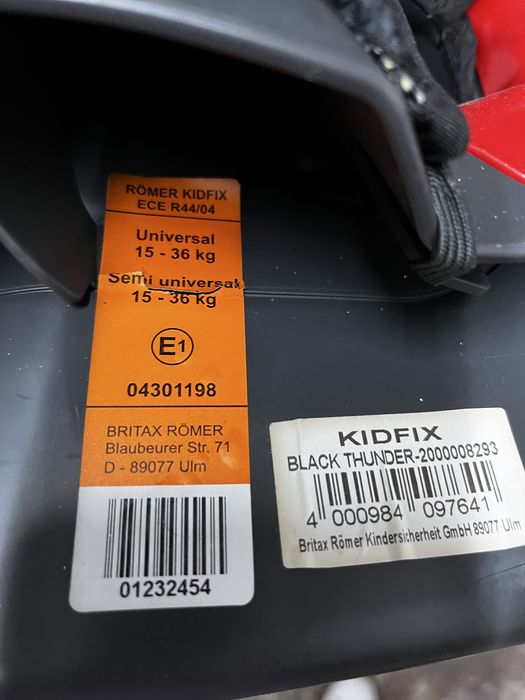 RÖMER KIDFIX
ECE R44/04
Universal
15 - 36 kg
Semi universal
15 - 36 kg
E1
04301198
BRITAX RÖMER
Blaubeurer Str. 71
D - 89077 Ulm
01232454
KIDFIX
BLACK THUNDER-2000008293
4 000984 097641
Britax Römer Kindersicherheit GmbH 89077 Ulm